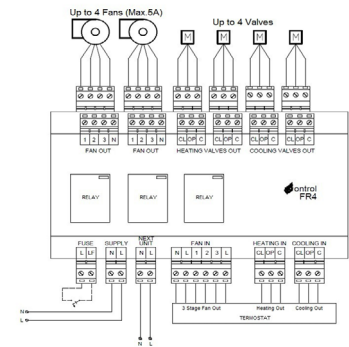 Up to 4 Fans (Max.5A)
Up to 4 Valves
M M M M
1 2 3 N 1 2 3 N CL OP C CL OP C CL OP C CL OP C
FAN OUT FAN OUT HEATING VALVES OUT COOLING VALVES OUT
RELAY RELAY RELAY
ontrol
FR4
FUSE SUPPLY NEXT UNIT FAN IN HEATING IN COOLING IN
L LF N L N L N L 1 2 3 L CL OP C CL OP C
N
L
3 Stage Fan Out Heating Out Cooling Out
TERMOSTAT
N L